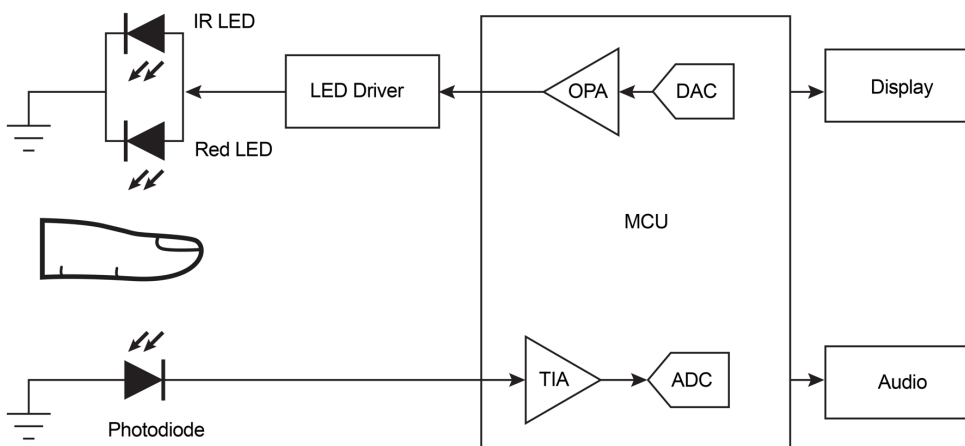 IR LED
LED Driver
OPA
DAC
Display
Red LED
MCU
TIA
ADC
Audio
Photodiode